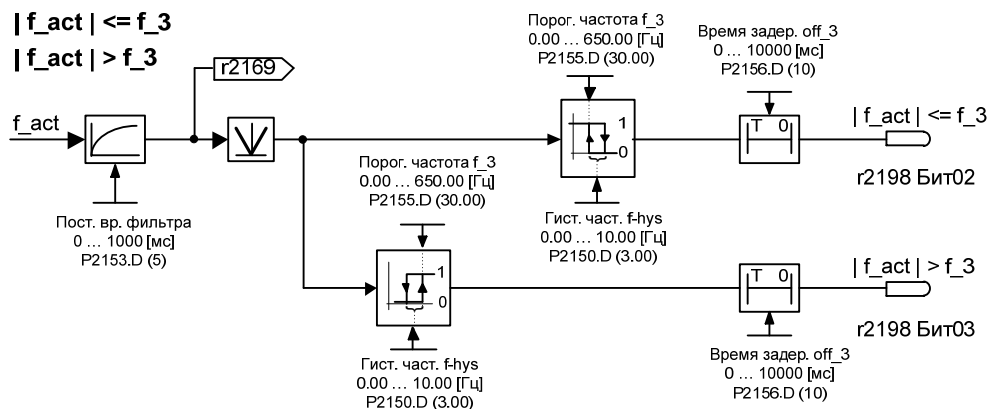 | f_act | <= f_3
| f_act | > f_3
r2169
f_act
Порог. частота f_3
0.00 ... 650.00 [Гц]
P2155.D (30.00)
Время задер. off_3
0 ... 10000 [мс]
P2156.D (10)
1
0
T 0
| f_act | <= f_3
r2198 Бит02
Пост. вр. фильтра
0 ... 1000 [мс]
P2153.D (5)
Порог. частота f_3
0.00 ... 650.00 [Гц]
P2155.D (30.00)
Гист. част. f-hys
0.00 ... 10.00 [Гц]
P2150.D (3.00)
1
0
T 0
| f_act | > f_3
r2198 Бит03
Гист. част. f-hys
0.00 ... 10.00 [Гц]
P2150.D (3.00)
Время задер. off_3
0 ... 10000 [мс]
P2156.D (10)